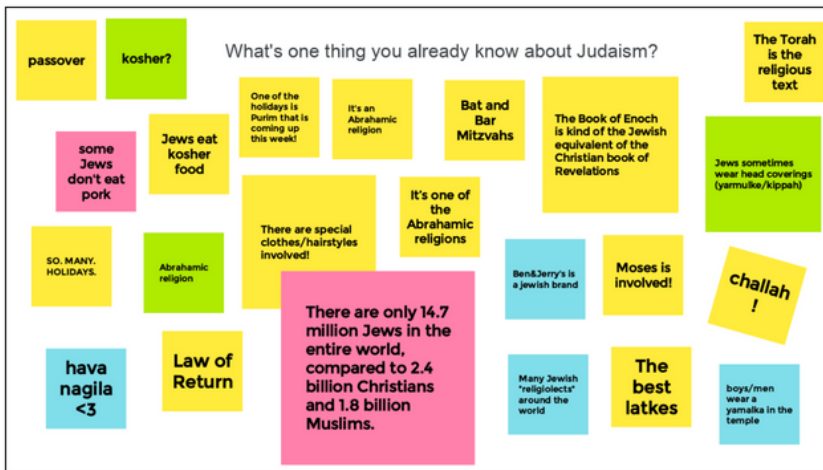 What's one thing you already know about Judaism?
passover
kosher?
The Torah
is the
religious
text
One of the
holidays is
Purim that is
coming up
this week!
It's an
Abrahamic
religion
Bat and
Bar
Mitzvahs
The Book of Enoch
is kind of the Jewish
equivalent of the
Christian book of
Revelations
some
Jews
don't eat
pork
Jews eat
kosher
food
Jews sometimes
wear head coverings
(yarmulke/kippah)
There are special
clothes/hairstyles
involved!
It's one of
the
Abrahamic
religions
SO. MANY.
HOLIDAYS.
Abrahamic
religion
Ben&Jerry's is
a jewish brand
Moses is
involved!
challah
!
There are only 14.7
million Jews in the
entire world,
compared to 2.4
billion Christians
and 1.8 billion
Muslims.
hava
nagila
<3
Law of
Return
Many Jewish
"religiolects"
around the
world
The
best
latkes
boys/men
wear a
yamalka in the
temple